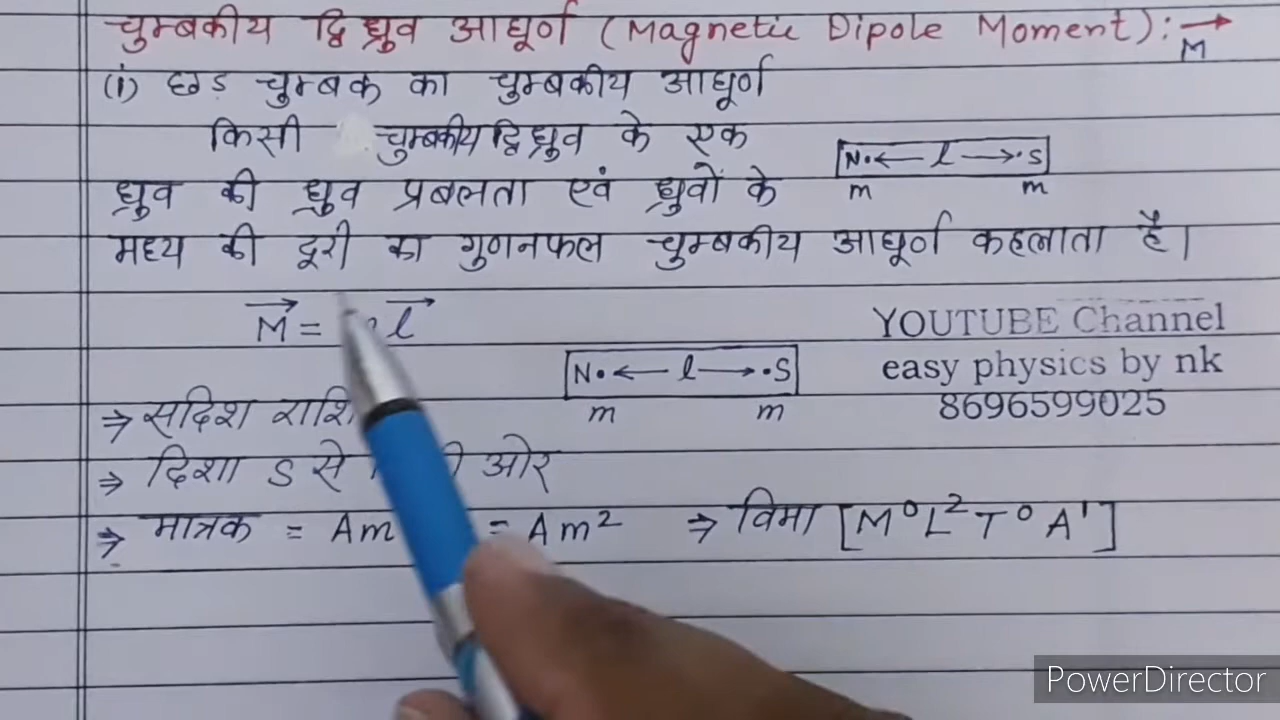 चुम्बकीय द्विध्रुव आघूर्ण (Magnetic Dipole Moment): M
(i) छड़ चुम्बक का चुम्बकीय आघूर्ण
किसी चुम्बकीय द्विध्रुव के एक
N ← l → S
m m
ध्रुव की ध्रुव प्रबलता एवं ध्रुवों के
मध्य की दूरी का गुणनफल चुम्बकीय आघूर्ण कहलाता है।
M = l
YOUTUBE Channel
easy physics by nk
8696599025
N ← l → S
m m
⇒ सदिश राशि
⇒ दिशा S से ओर
⇒ मात्रक = Am = Am² ⇒ विमा [M⁰L²T⁰A¹]
PowerDirector